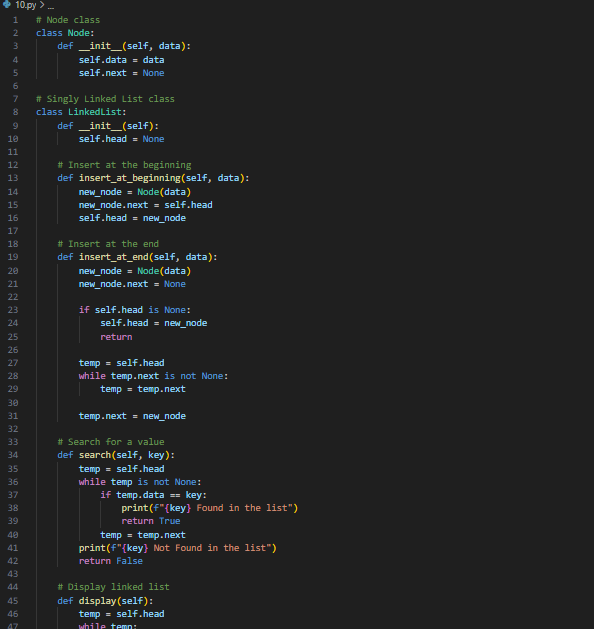 10.py > ...
1 # Node class
2 class Node:
3     def __init__(self, data):
4         self.data = data
5         self.next = None
6
7 # Singly Linked List class
8 class LinkedList:
9     def __init__(self):
10         self.head = None
11
12     # Insert at the beginning
13     def insert_at_beginning(self, data):
14         new_node = Node(data)
15         new_node.next = self.head
16         self.head = new_node
17
18     # Insert at the end
19     def insert_at_end(self, data):
20         new_node = Node(data)
21         new_node.next = None
22
23         if self.head is None:
24             self.head = new_node
25             return
26
27         temp = self.head
28         while temp.next is not None:
29             temp = temp.next
30
31         temp.next = new_node
32
33     # Search for a value
34     def search(self, key):
35         temp = self.head
36         while temp is not None:
37             if temp.data == key:
38                 print(f"{key} Found in the list")
39                 return True
40             temp = temp.next
41         print(f"{key} Not Found in the list")
42         return False
43
44     # Display linked list
45     def display(self):
46         temp = self.head
47         while temp: